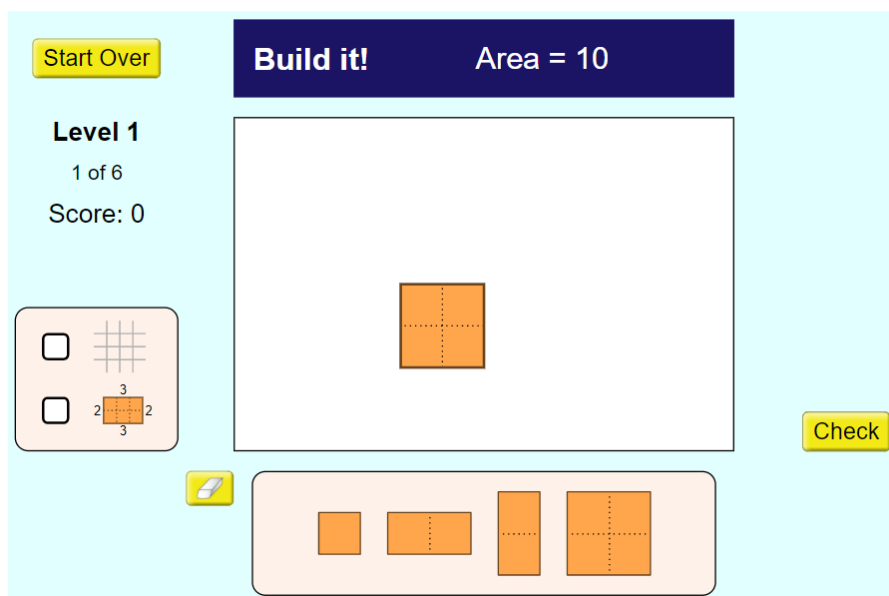 Start Over
Build it! Area = 10
Level 1
1 of 6
Score: 0
3
2 2
3
Check